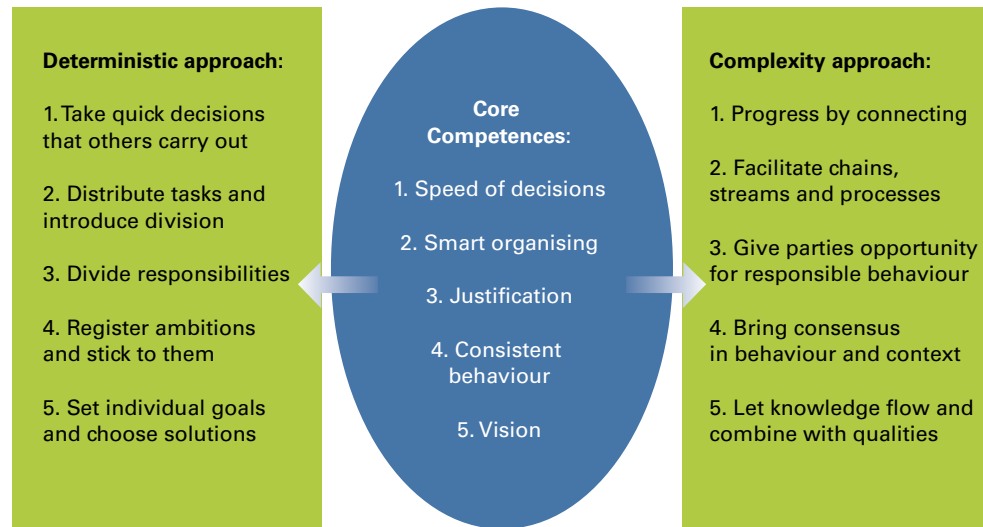 Deterministic approach:
1. Take quick decisions
that others carry out
2. Distribute tasks and
introduce division
3. Divide responsibilities
4. Register ambitions
and stick to them
5. Set individual goals
and choose solutions
Core
Competences:
1. Speed of decisions
2. Smart organising
3. Justification
4. Consistent
behaviour
5. Vision
Complexity approach:
1. Progress by connecting
2. Facilitate chains,
streams and processes
3. Give parties opportunity
for responsible behaviour
4. Bring consensus
in behaviour and context
5. Let knowledge flow and
combine with qualities